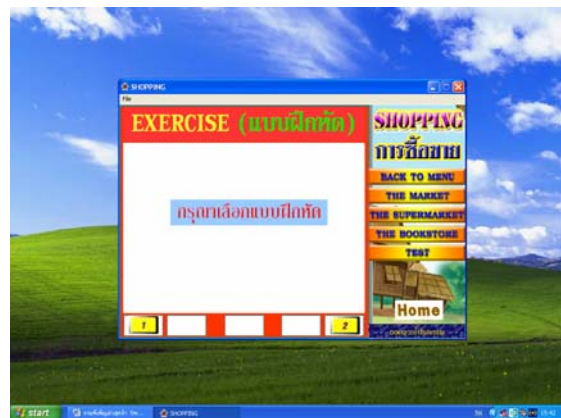 SHOPPING
File
EXERCISE (แบบฝึกหัด)
กรุณาเลือกแบบฝึกหัด
1
2
SHOPPING
การซื้อขาย
BACK TO MENU
THE MARKET
THE SUPERMARKET
THE BOOKSTORE
TEST
Home
start
SHOPPING
15:42